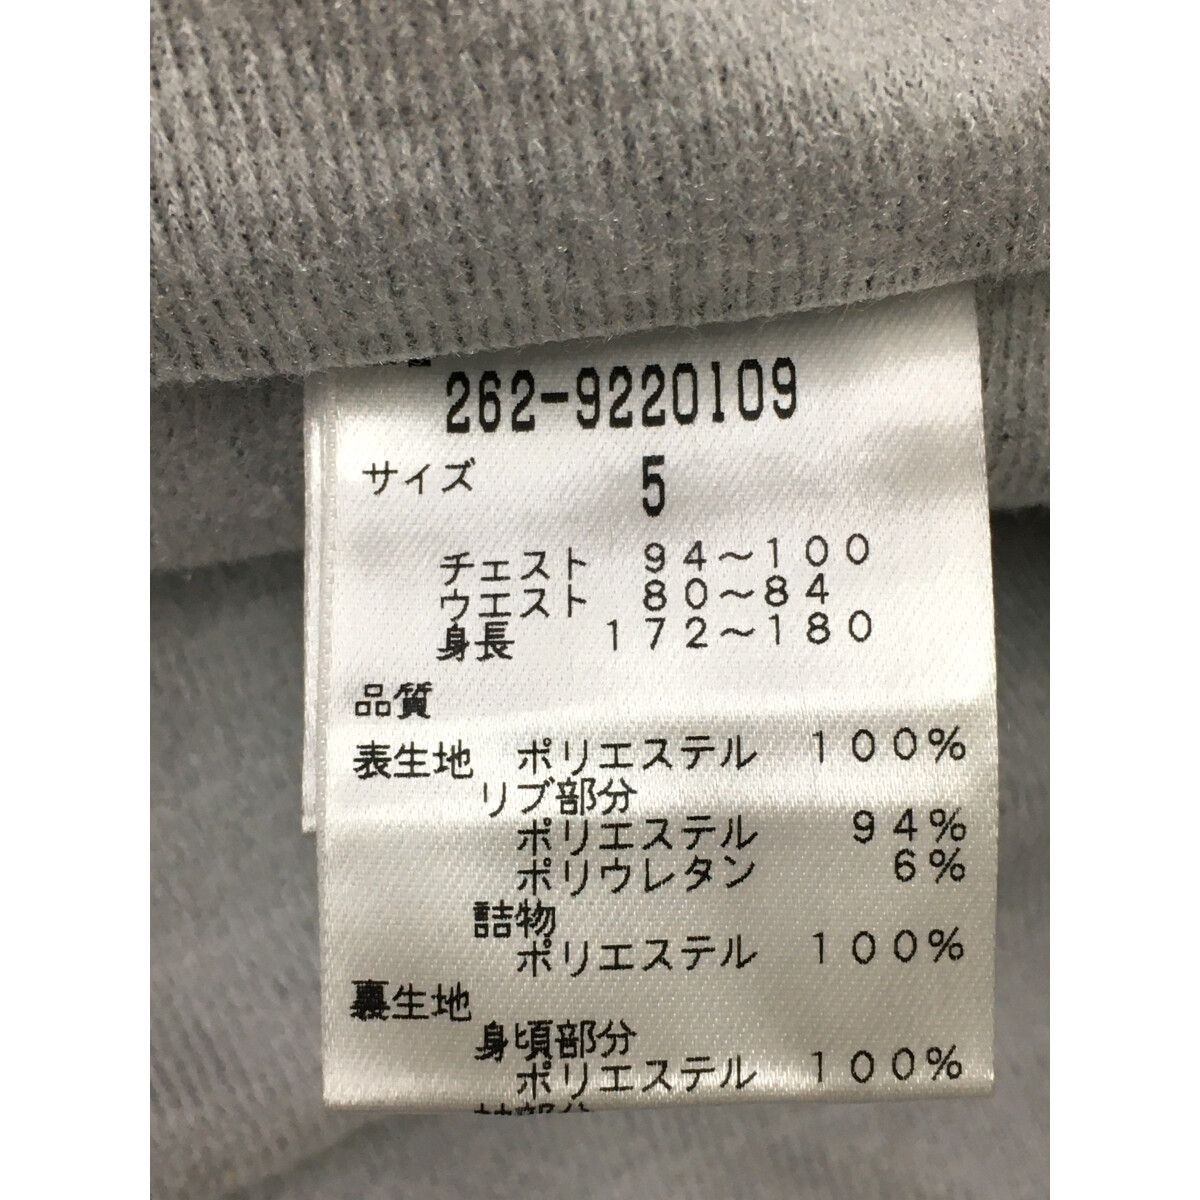 262-9220109
サイズ 5
チェスト 94～100
ウエスト 80～84
身長 172～180
品質
表生地 ポリエステル 100%
リブ部分
ポリエステル 94%
ポリウレタン 6%
詰物
ポリエステル 100%
裏生地
身頃部分
ポリエステル 100%